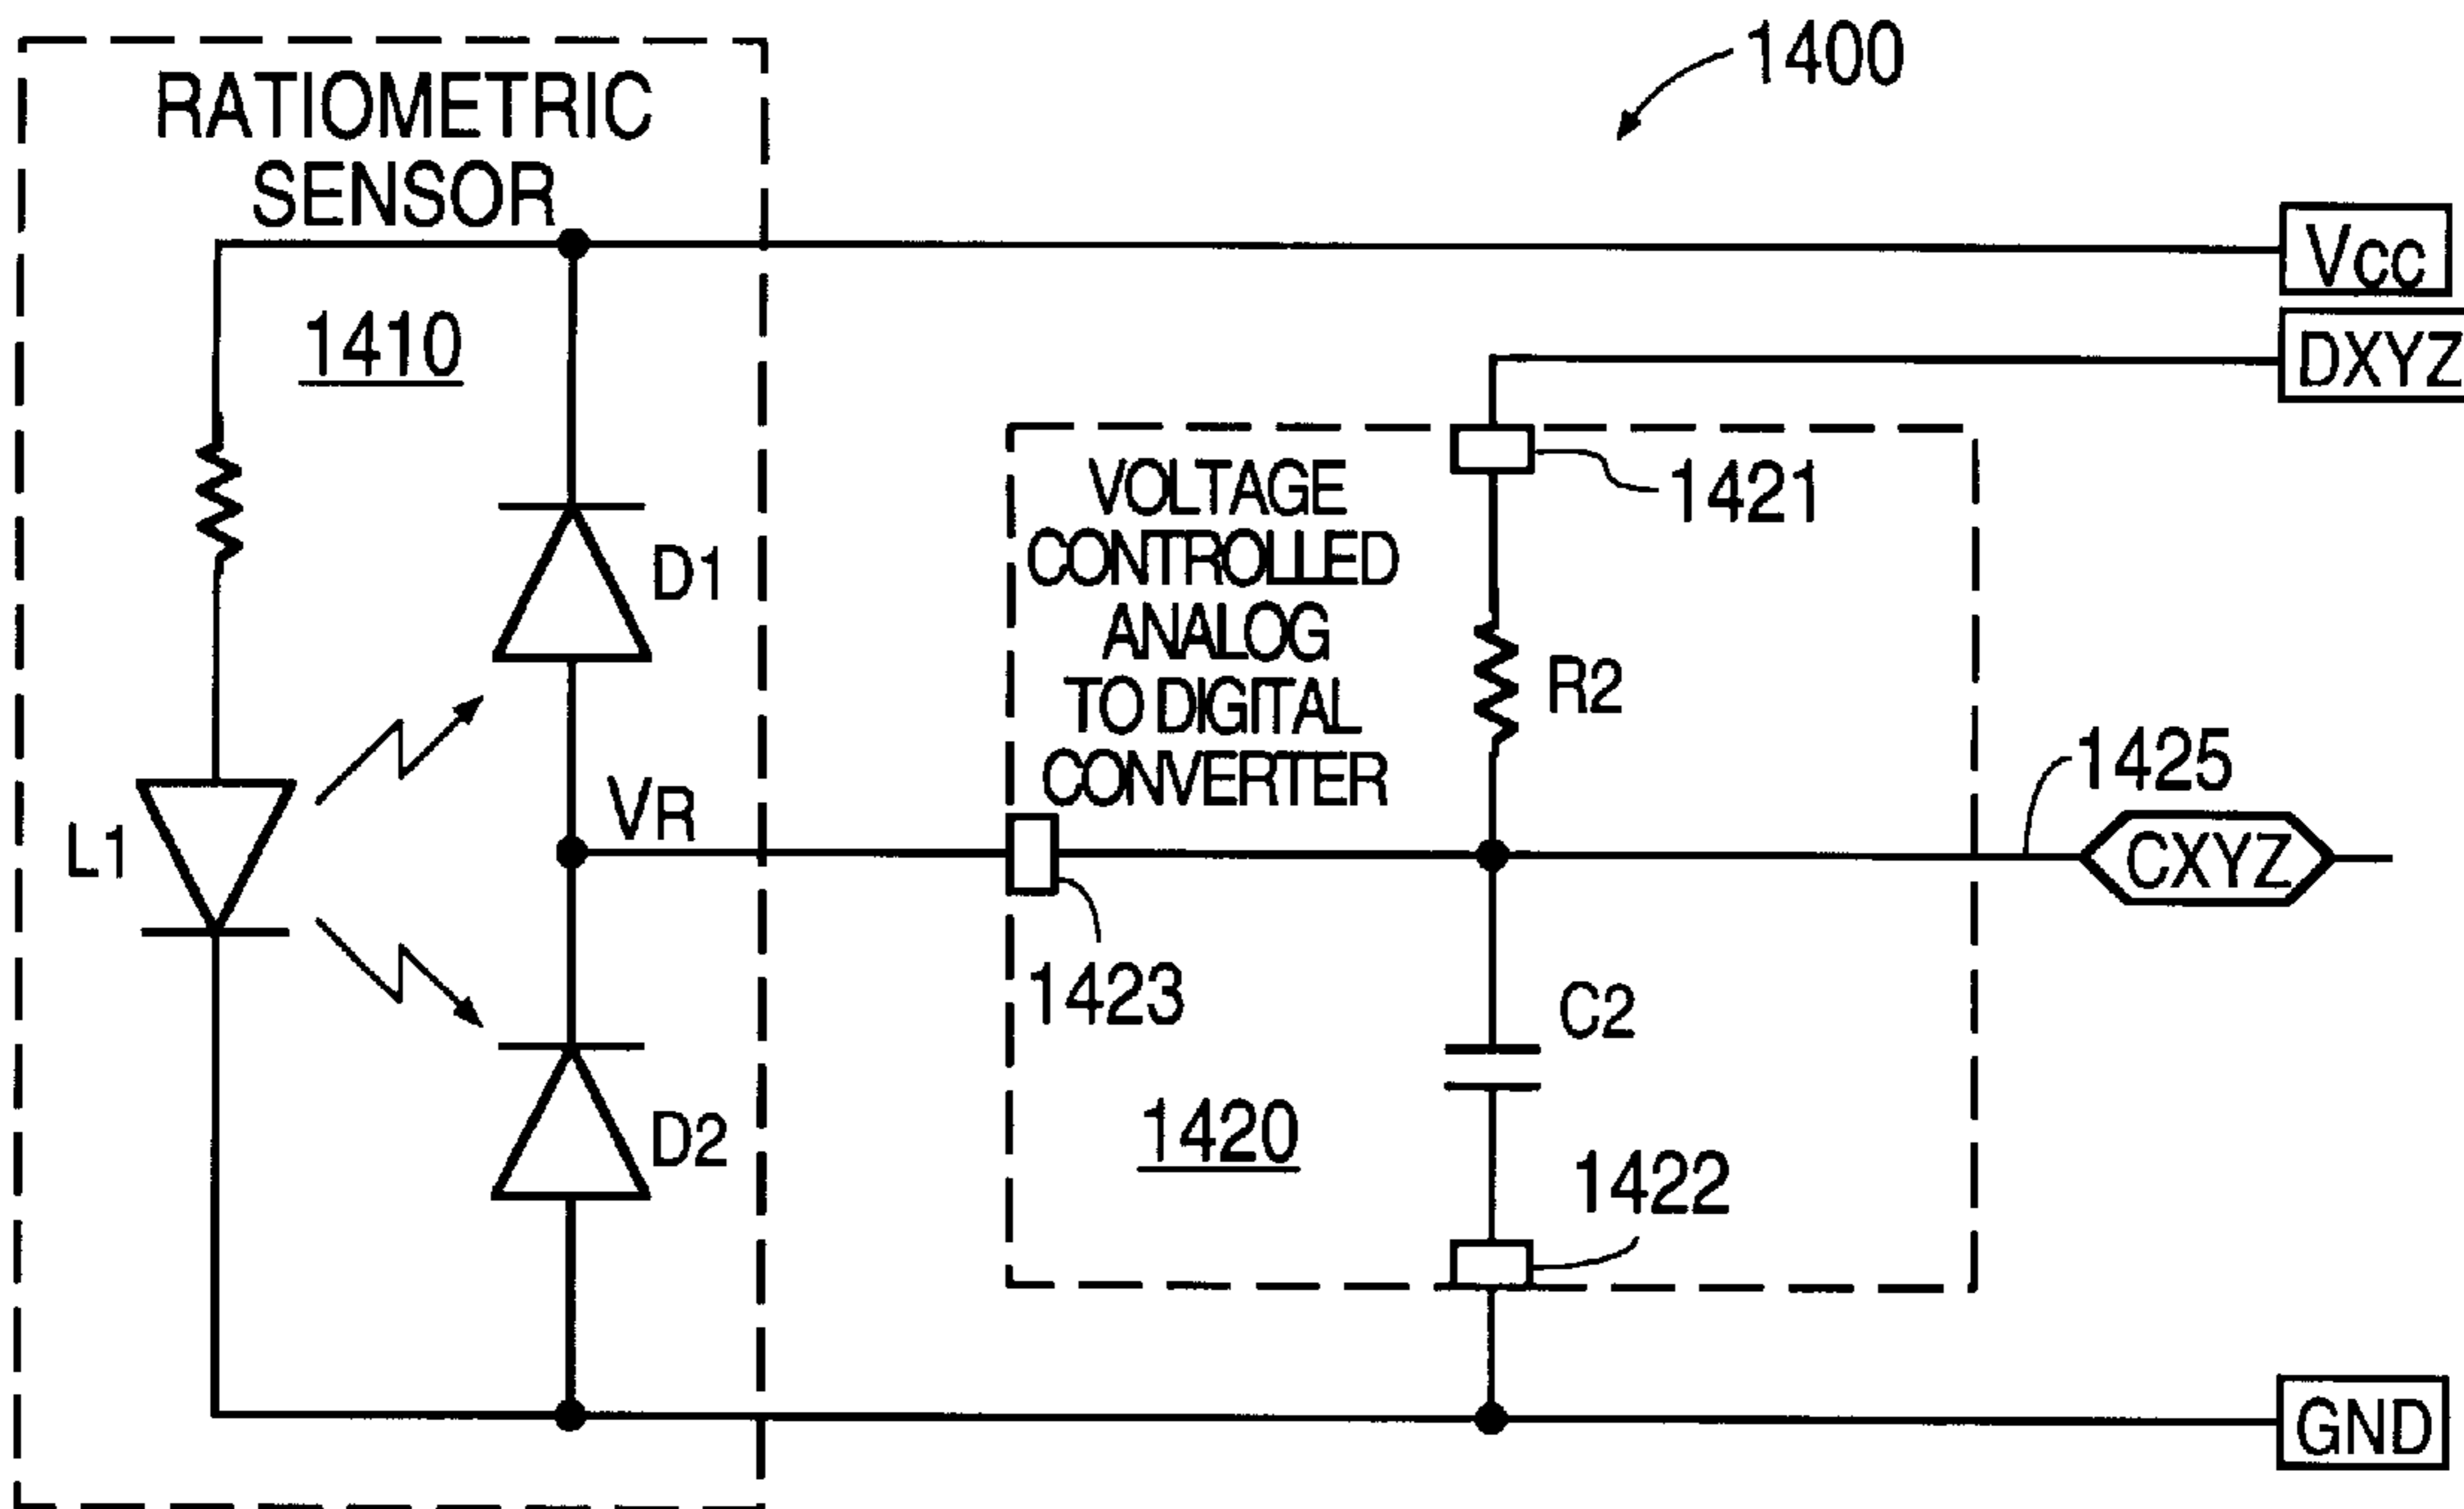 1400
RATIOMETRIC
SENSOR
Vcc
1410
DXYZ
VOLTAGE
CONTROLLED
ANALOG
TO DIGITAL
CONVERTER
1421
D1
R2
1425
VR
L1
CXYZ
1423
C2
1420
D2
1422
GND